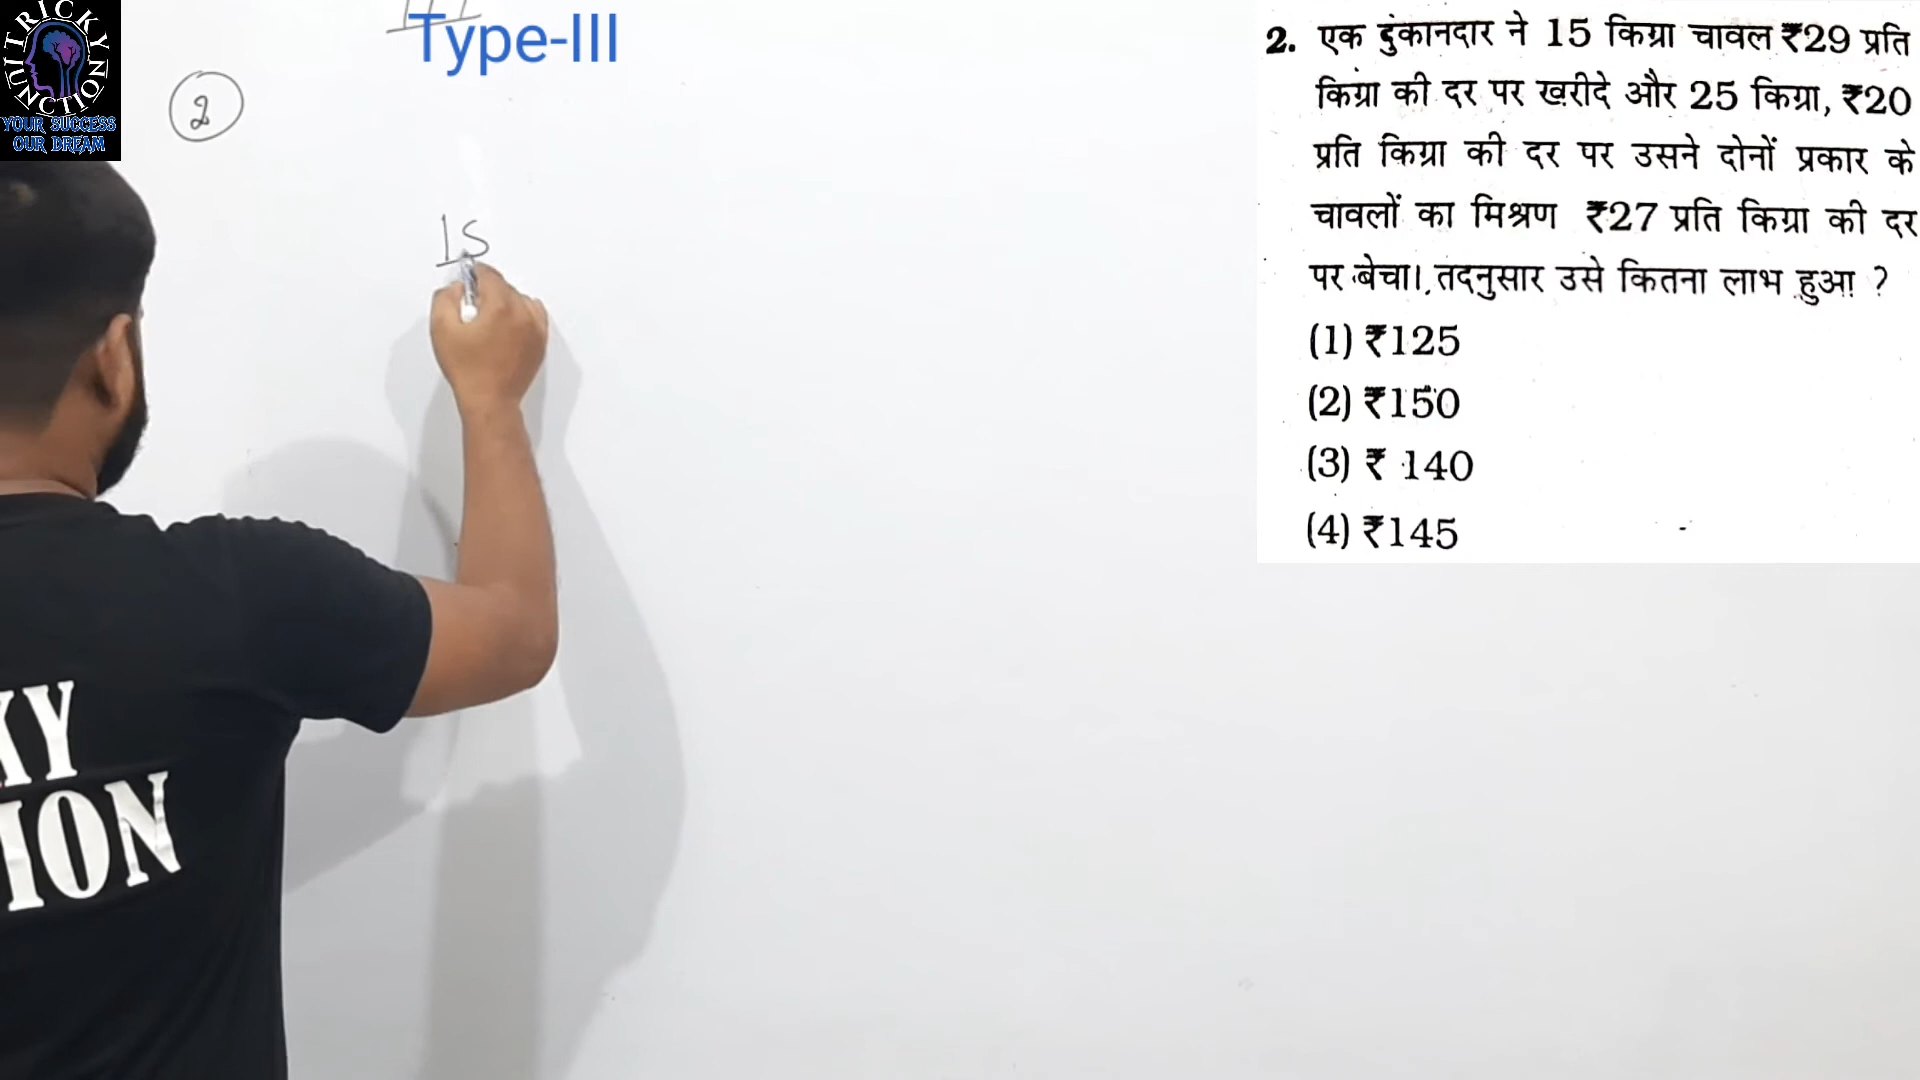 TRICKY
JUNCTION
YOUR SUCCESS
OUR DREAM
Type-III
2
15
KY
ION
2. एक दुकानदार ने 15 किग्रा चावल ₹29 प्रति
किग्रा की दर पर खरीदे और 25 किग्रा, ₹20
प्रति किग्रा की दर पर उसने दोनों प्रकार के
चावलों का मिश्रण ₹27 प्रति किग्रा की दर
पर बेचा। तदनुसार उसे कितना लाभ हुआ ?
(1) ₹125
(2) ₹150
(3) ₹ 140
(4) ₹145